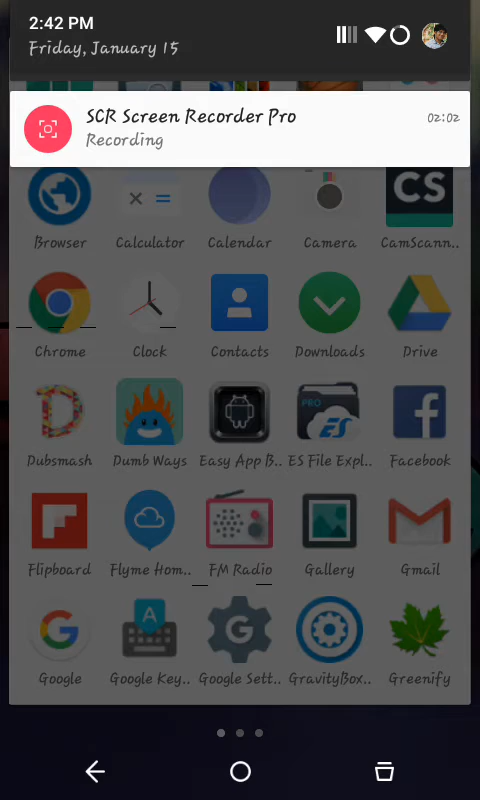 2:42 PM
Friday, January 15
SCR Screen Recorder Pro
02:02
Recording
CS
Browser
Calculator
Calendar
Camera
CamScann..
Chrome
Clock
Contacts
Downloads
Drive
PRO
ES
Dubsmash
Dumb Ways
Easy App B..
ES File Expl..
Facebook
Flipboard
Flyme Hom..
FM Radio
Gallery
Gmail
A
G
G
Google
Google Key..
Google Sett..
GravityBox..
Greenify